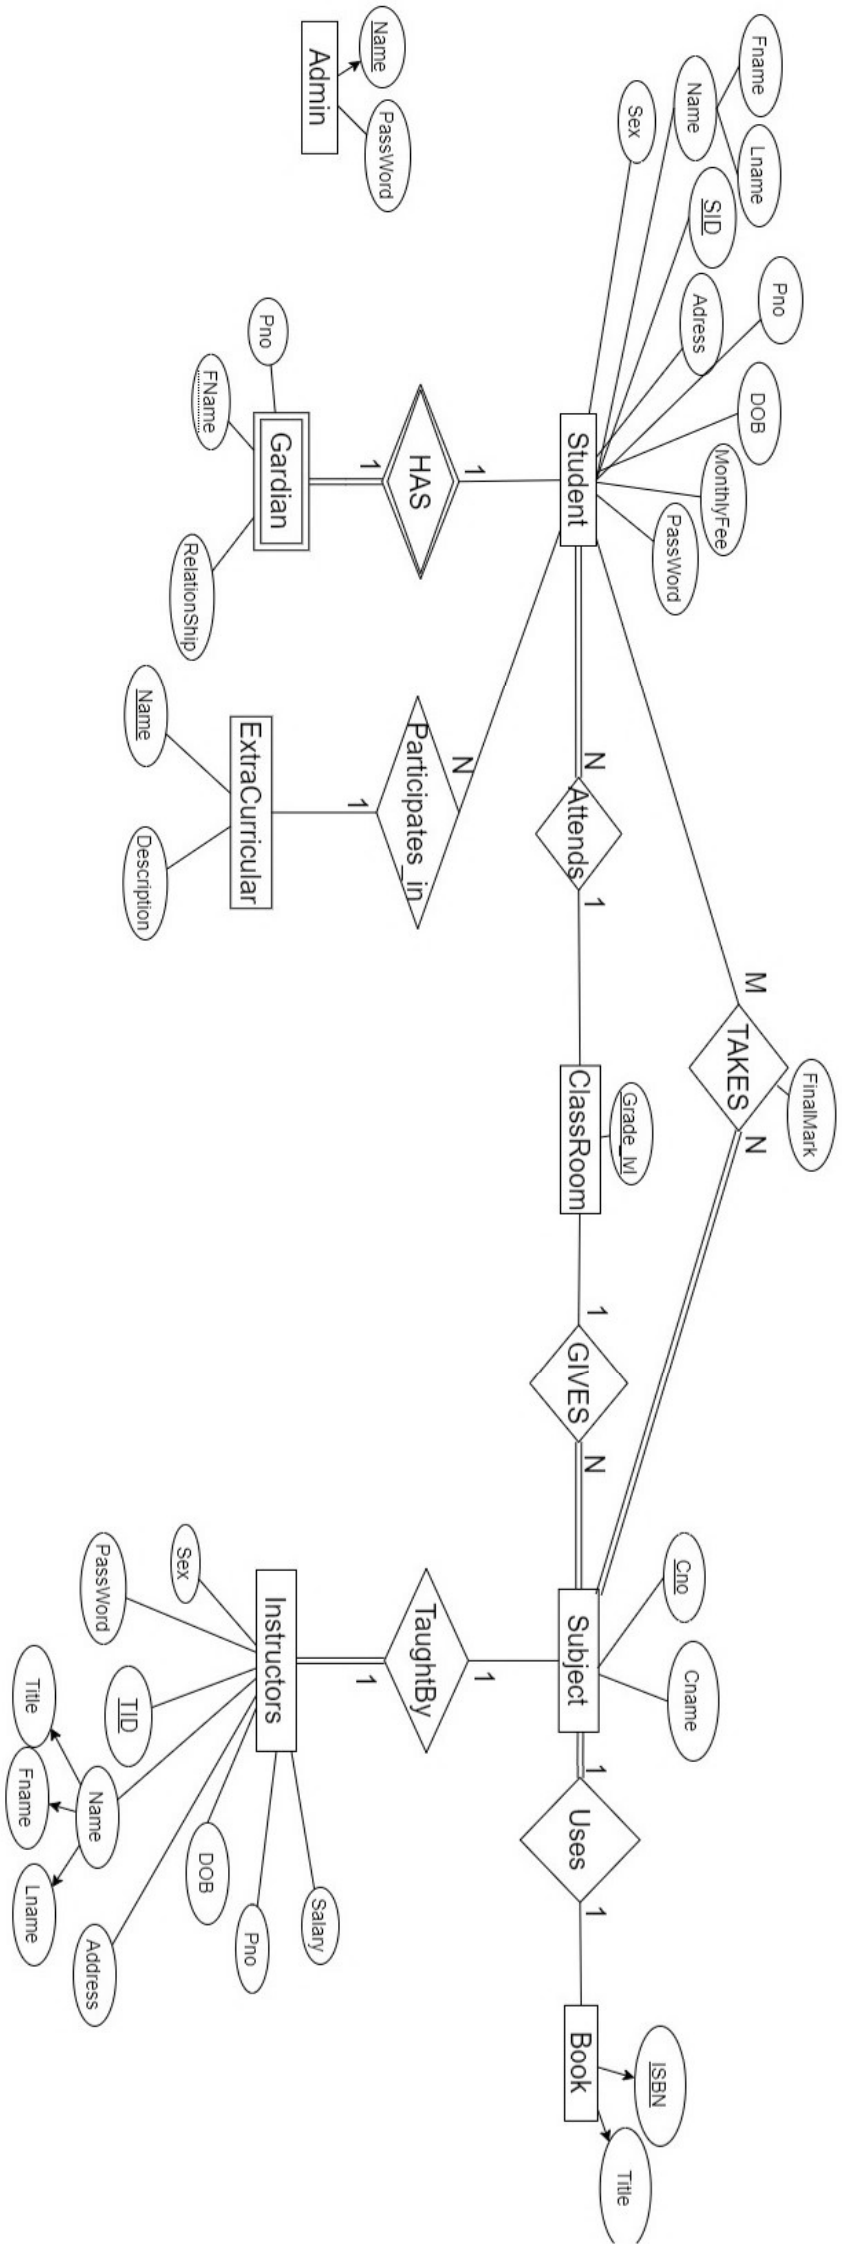 Fname
Lname
Name
Sex
SID
Adress
Pno
DOB
MonthlyFee
PassWord
Student
Name
PassWord
Admin
1
HAS
1
Gardian
Pno
FName
RelationShip
N
Participates_in
1
ExtraCurricular
Name
Description
N
Attends
1
ClassRoom
Grade_lvl
M
TAKES
N
FinalMark
1
GIVES
N
Subject
Cno
Cname
1
TaughtBy
1
Instructors
Sex
PassWord
TID
Name
Title
Fname
Lname
Address
DOB
Pno
Salary
1
Uses
1
Book
ISBN
Title